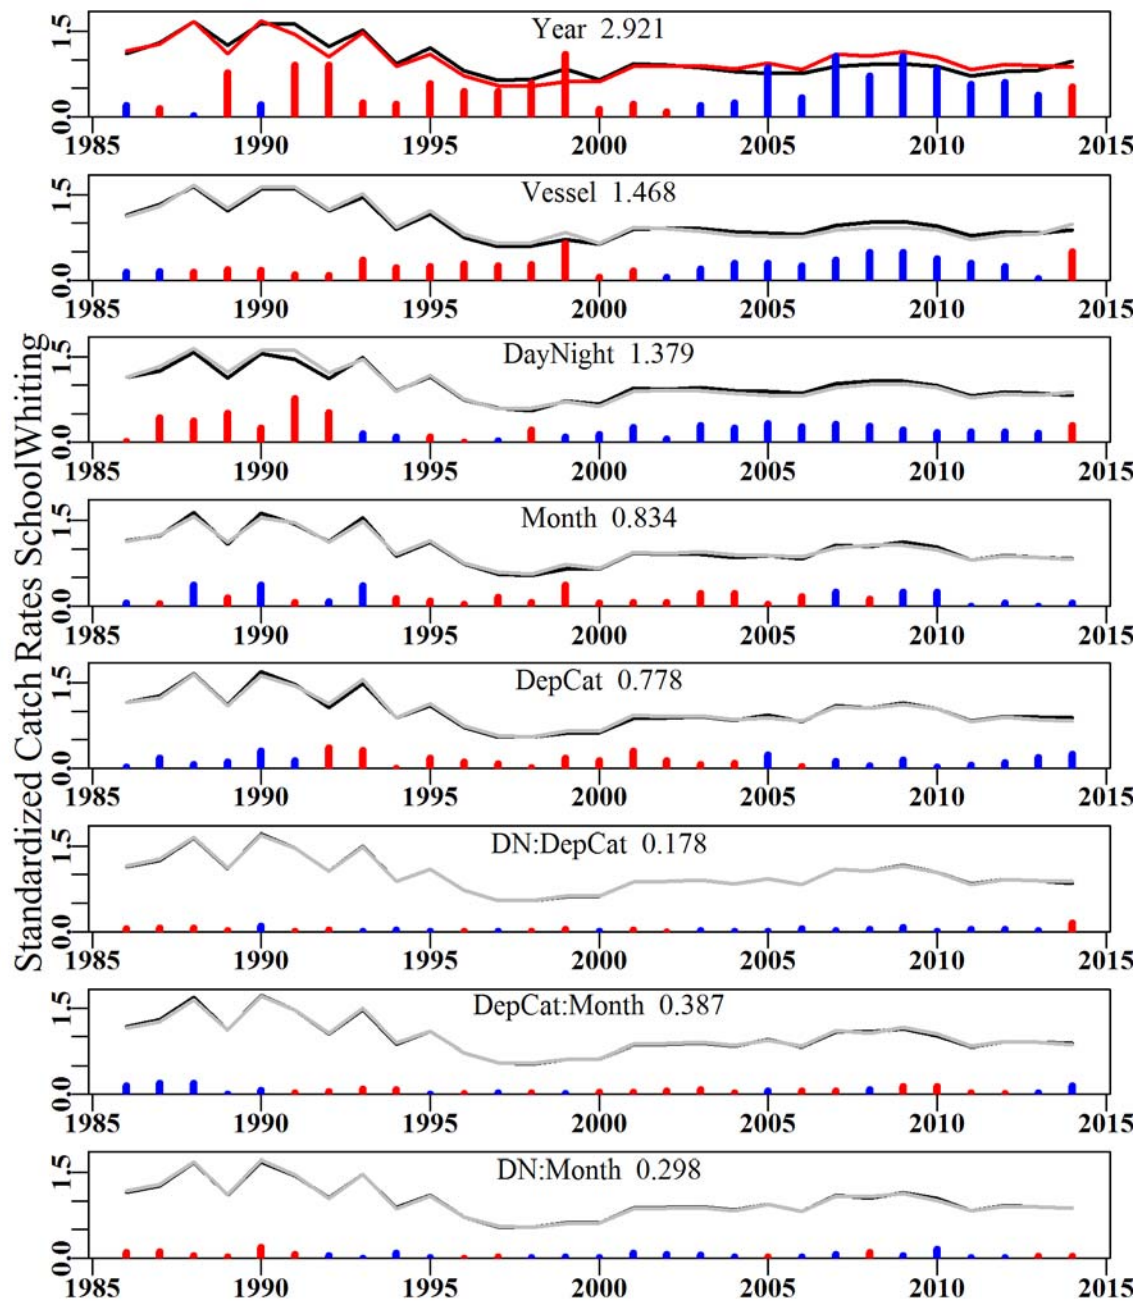 Standardized Catch Rates SchoolWhiting
Year 2.921
0.0 1.5
1985 1990 1995 2000 2005 2010 2015
Vessel 1.468
0.0 1.5
1985 1990 1995 2000 2005 2010 2015
DayNight 1.379
0.0 1.5
1985 1990 1995 2000 2005 2010 2015
Month 0.834
0.0 1.5
1985 1990 1995 2000 2005 2010 2015
DepCat 0.778
0.0 1.5
1985 1990 1995 2000 2005 2010 2015
DN:DepCat 0.178
0.0 1.5
1985 1990 1995 2000 2005 2010 2015
DepCat:Month 0.387
0.0 1.5
1985 1990 1995 2000 2005 2010 2015
DN:Month 0.298
0.0 1.5
1985 1990 1995 2000 2005 2010 2015